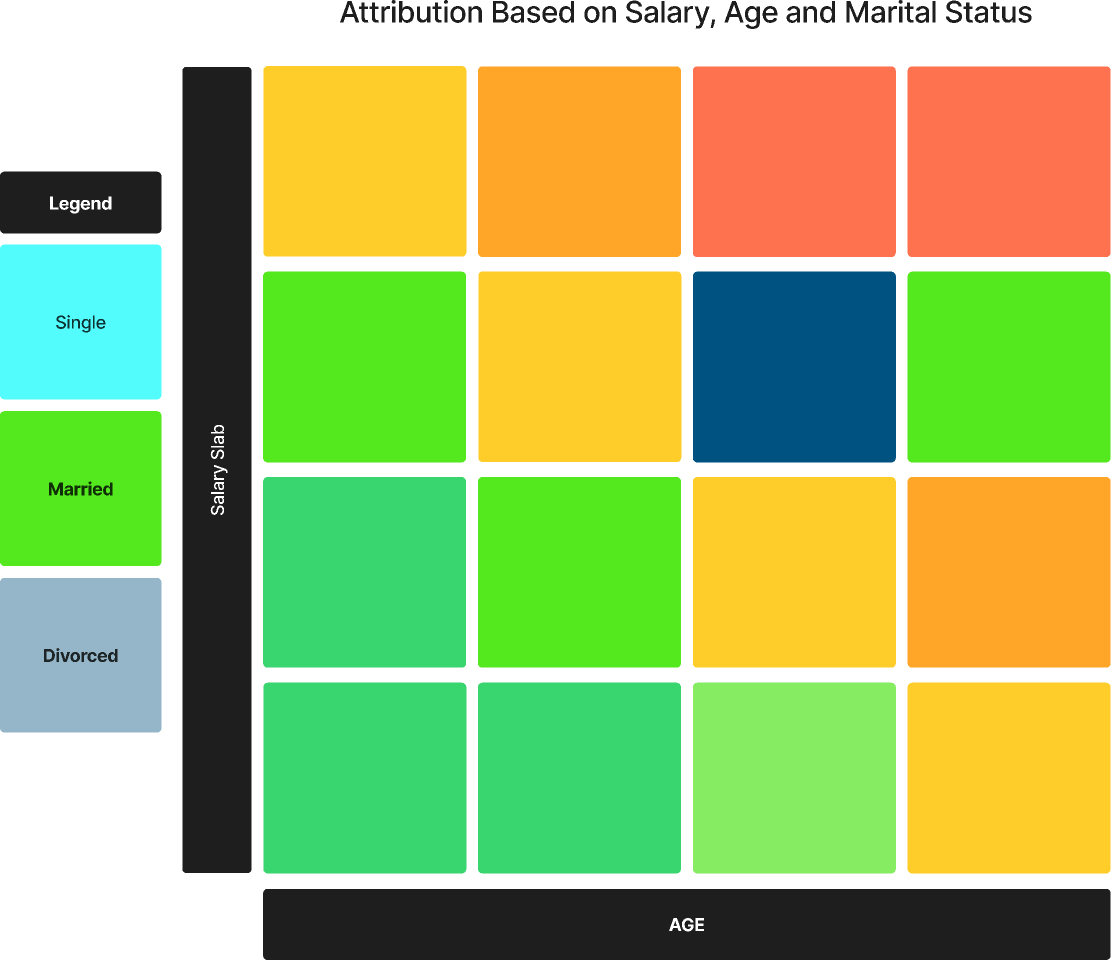 Attribution Based on Salary, Age and Marital Status
Legend
Single
Married
Divorced
Salary Slab
AGE